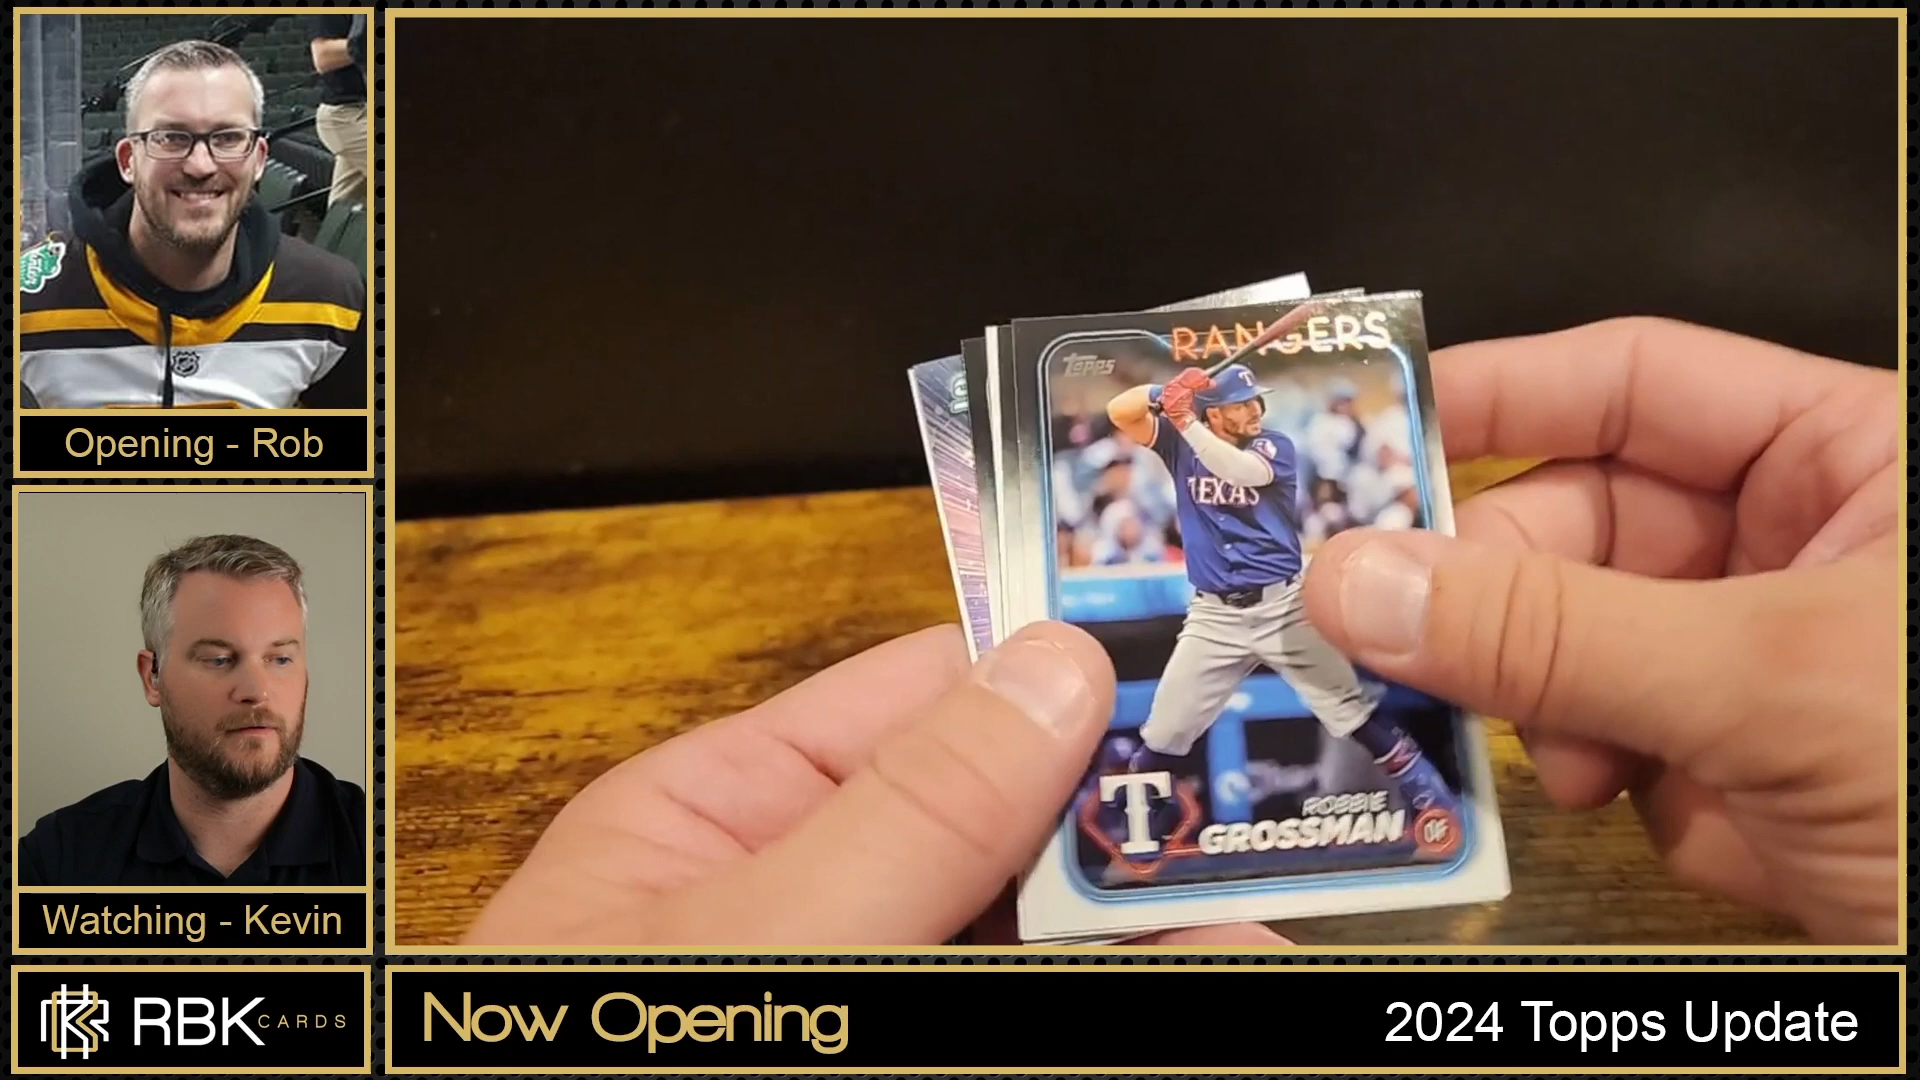 Opening - Rob
Watching - Kevin
RBK CARDS
RANGERS
Topps
TEXAS
T
T
ROBBIE
GROSSMAN
OF
Now Opening
2024 Topps Update